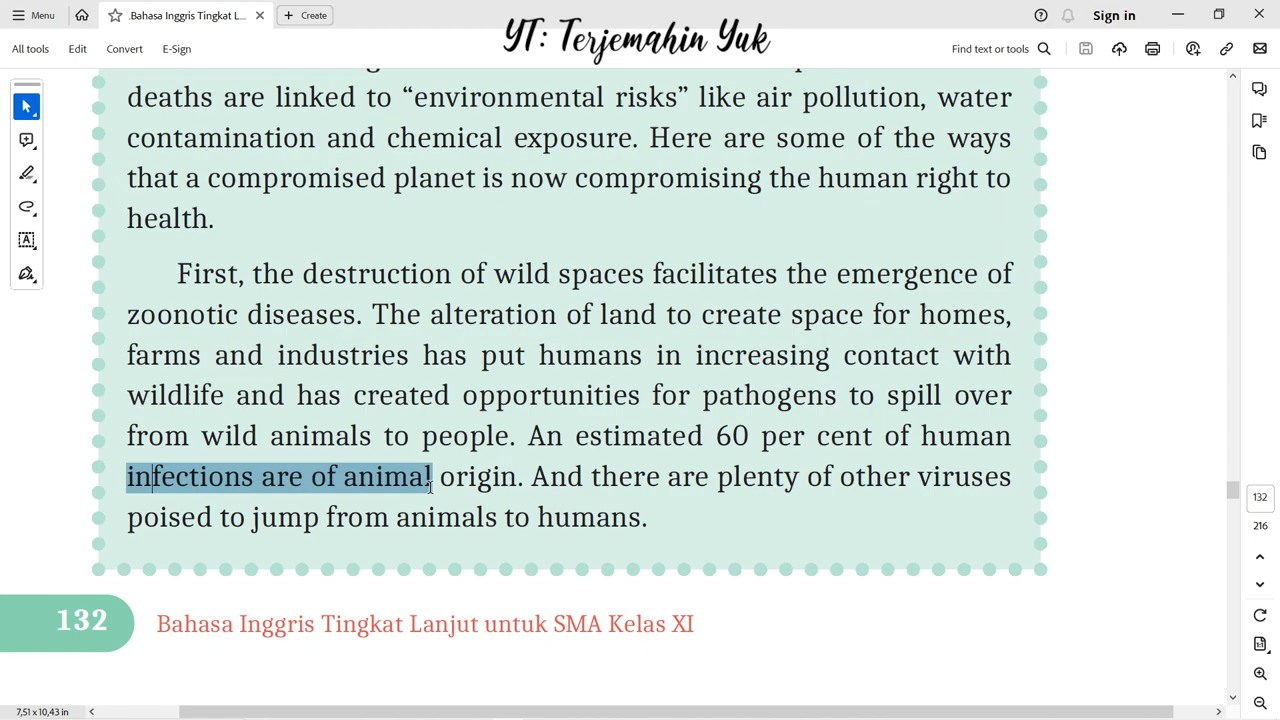 Menu
.Bahasa Inggris Tingkat L...
Create
Sign in
All tools
Edit
Convert
E-Sign
YT: Terjemahin Yuk
Find text or tools
deaths are linked to “environmental risks” like air pollution, water
contamination and chemical exposure. Here are some of the ways
that a compromised planet is now compromising the human right to
health.
First, the destruction of wild spaces facilitates the emergence of
zoonotic diseases. The alteration of land to create space for homes,
farms and industries has put humans in increasing contact with
wildlife and has created opportunities for pathogens to spill over
from wild animals to people. An estimated 60 per cent of human
infections are of animal origin. And there are plenty of other viruses
poised to jump from animals to humans.
132
216
132 Bahasa Inggris Tingkat Lanjut untuk SMA Kelas XI
7,51 x 10,43 in